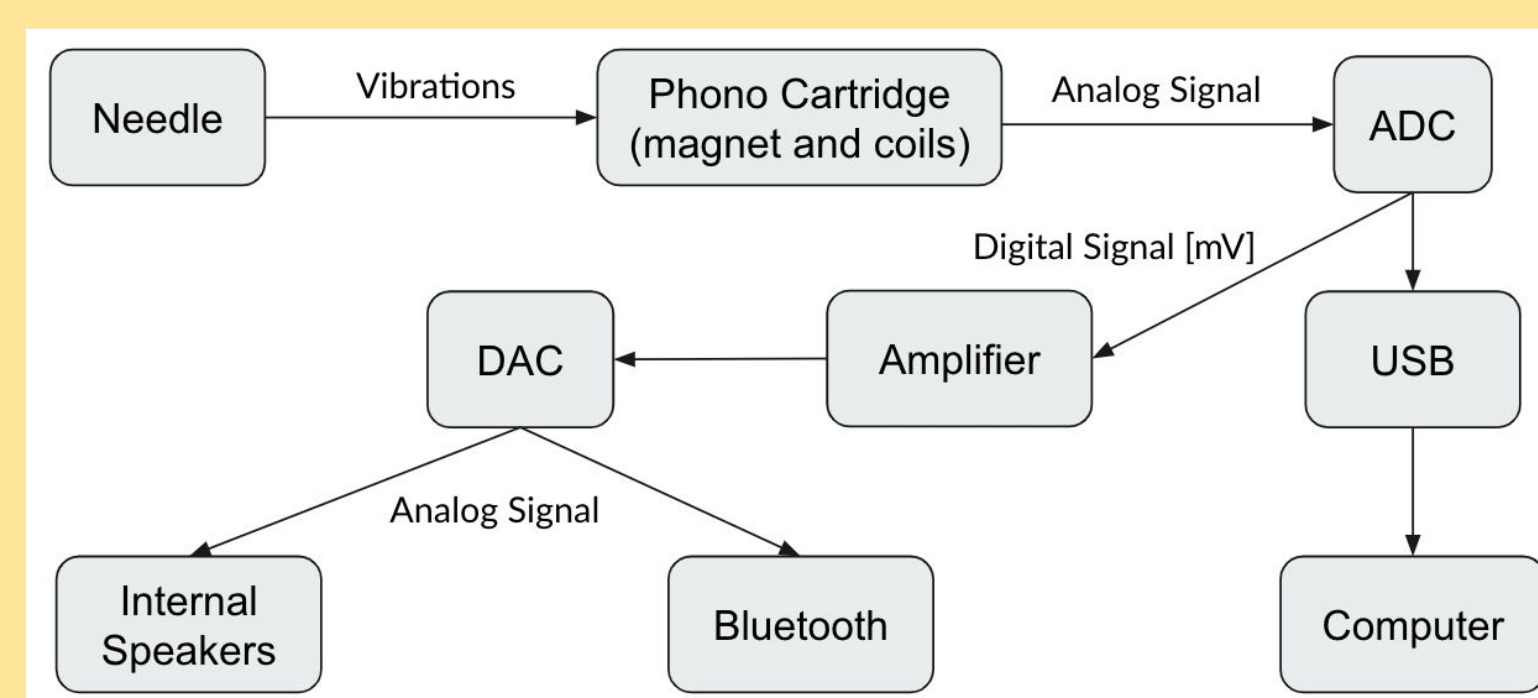 Needle
Vibrations
Phono Cartridge
(magnet and coils)
Analog Signal
ADC
Digital Signal [mV]
DAC
Amplifier
USB
Analog Signal
Internal
Speakers
Bluetooth
Computer